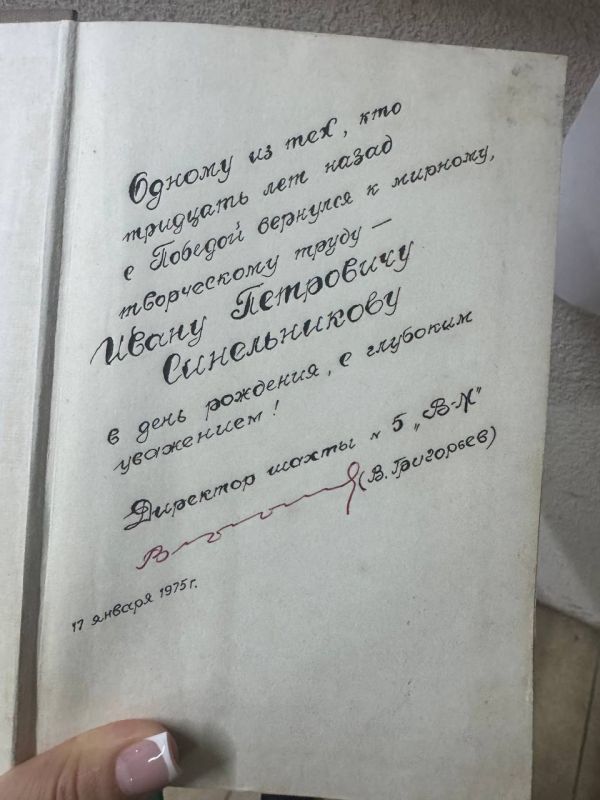 Одному из тех, кто
тридцать лет назад
с Победой вернулся к мирному,
творческому труду —
Ивану Петровичу
Синельникову
в день рождения, с глубоким
уважением!
Директор шахты № 5 „В-М"
(В. Григорьев)
17 января 1975 г.